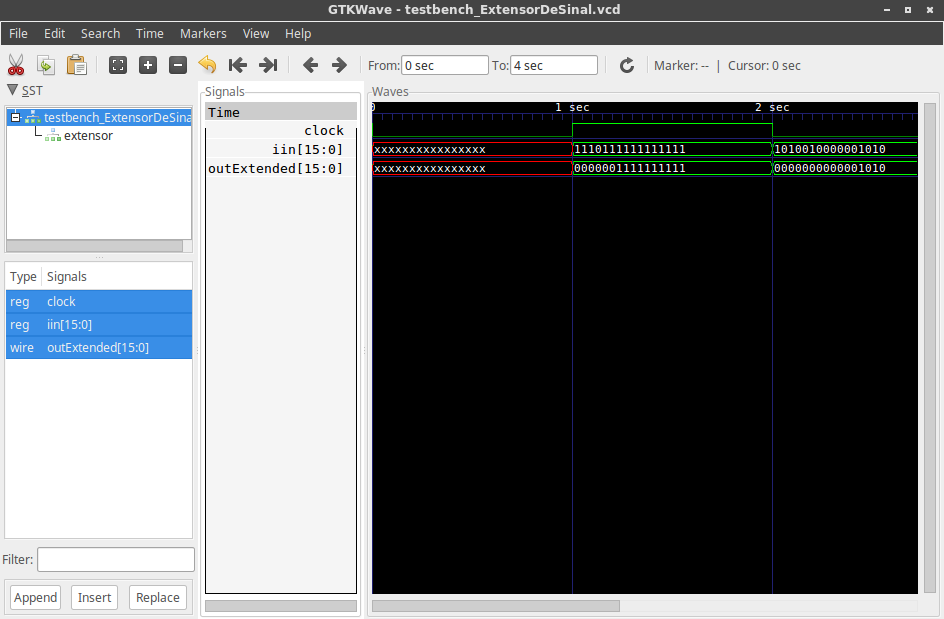 GTKWave - testbench_ExtensorDeSinal.vcd
File Edit Search Time Markers View Help
From: 0 sec To: 4 sec Marker: -- | Cursor: 0 sec
SST
testbench_ExtensorDeSina
extensor
Type Signals
reg clock
reg iin[15:0]
wire outExtended[15:0]
Filter:
Append Insert Replace
Signals
Time
clock
iin[15:0]
outExtended[15:0]
Waves
0 1 sec 2 sec
xxxxxxxxxxxxxxxx 1110111111111111 1010010000001010
xxxxxxxxxxxxxxxx 0000001111111111 0000000000001010